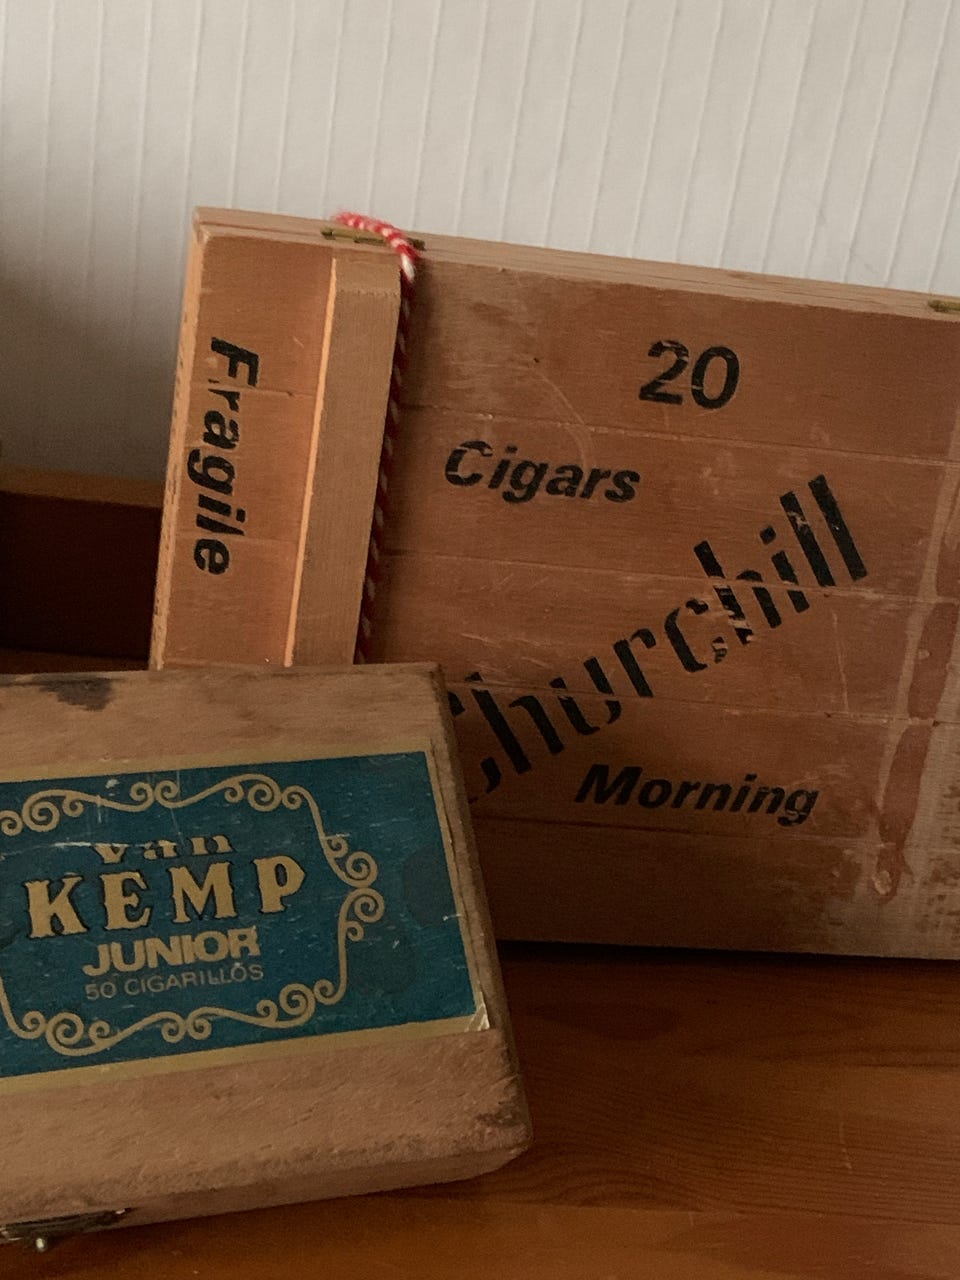 Fragile
20
Cigars
Churchill
Morning
van
KEMP
JUNIOR
50 CIGARILLOS